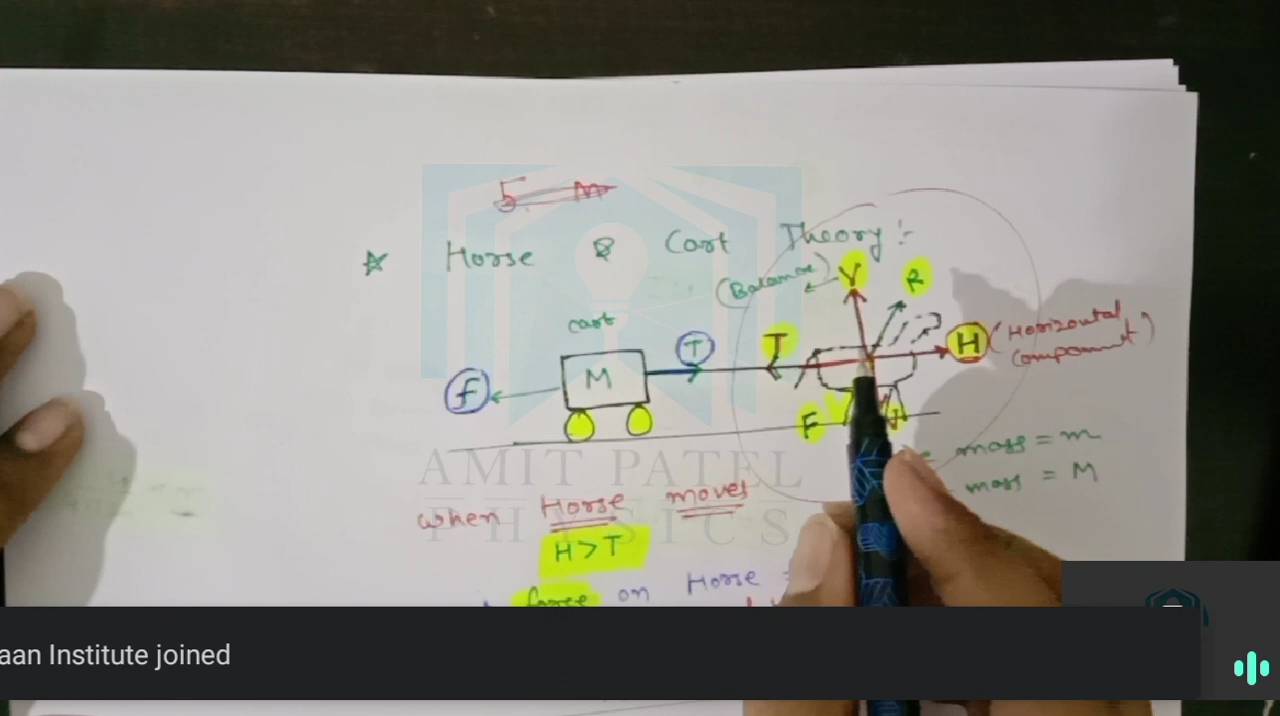 ☆ Horse & Cart Theory :-
(Balance) V R
cart
T T H (Horizontal Component)
f M
F
mass = m
mass = M
AMIT PATEL
PHYSICS
when Horse moves
H > T
force on Horse =
aan Institute joined